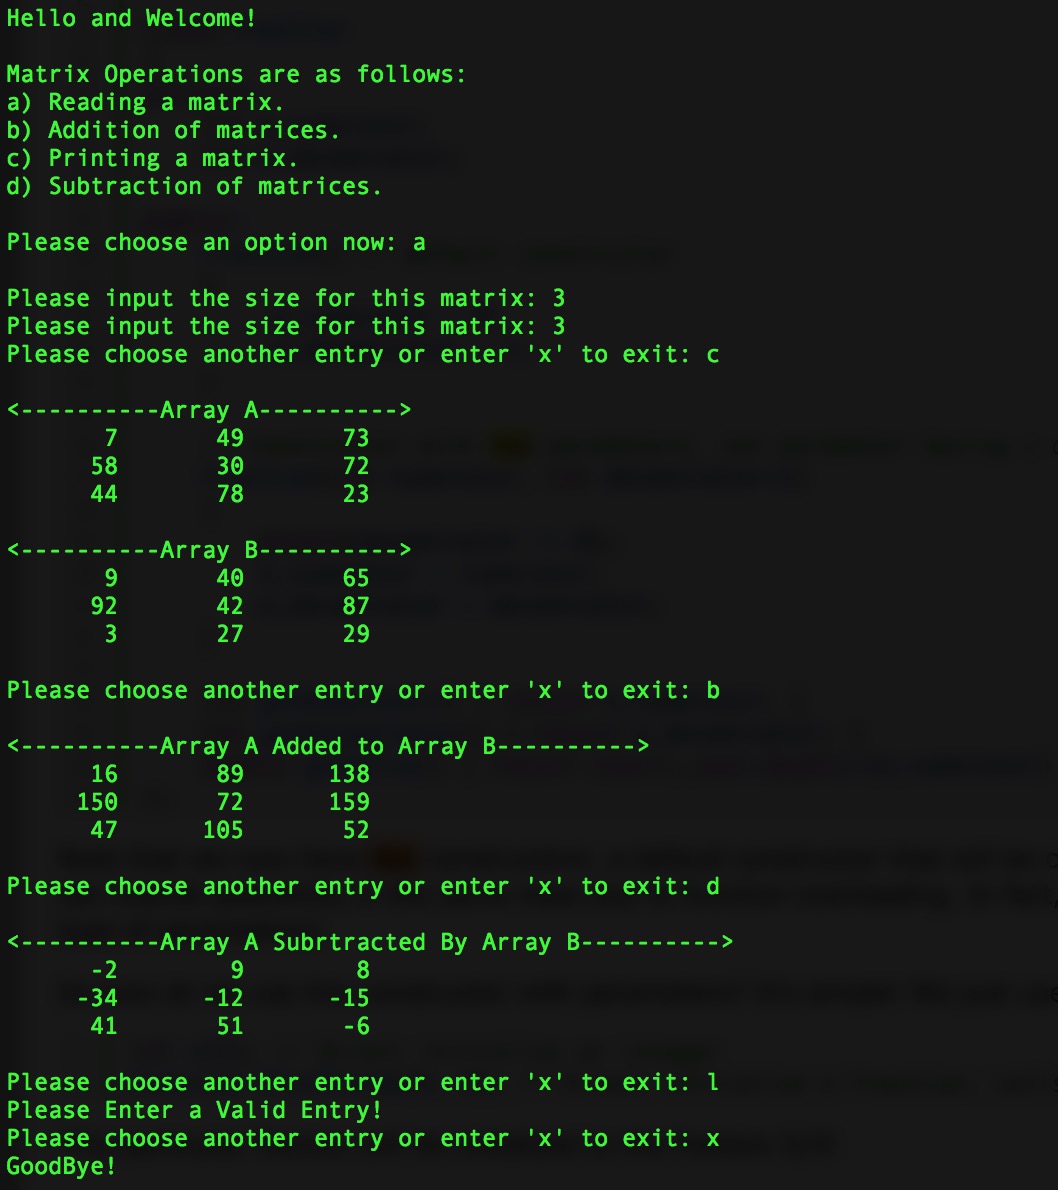 Hello and Welcome!
Matrix Operations are as follows:
a) Reading a matrix.
b) Addition of matrices.
c) Printing a matrix.
d) Subtraction of matrices.
Please choose an option now: a
Please input the size for this matrix: 3
Please input the size for this matrix: 3
Please choose another entry or enter 'x' to exit: c
<----------Array A---------->
7 49 73
58 30 72
44 78 23
<----------Array B---------->
9 40 65
92 42 87
3 27 29
Please choose another entry or enter 'x' to exit: b
<----------Array A Added to Array B---------->
16 89 138
150 72 159
47 105 52
Please choose another entry or enter 'x' to exit: d
<----------Array A Subrtracted By Array B---------->
-2 9 8
-34 -12 -15
41 51 -6
Please choose another entry or enter 'x' to exit: l
Please Enter a Valid Entry!
Please choose another entry or enter 'x' to exit: x
GoodBye!